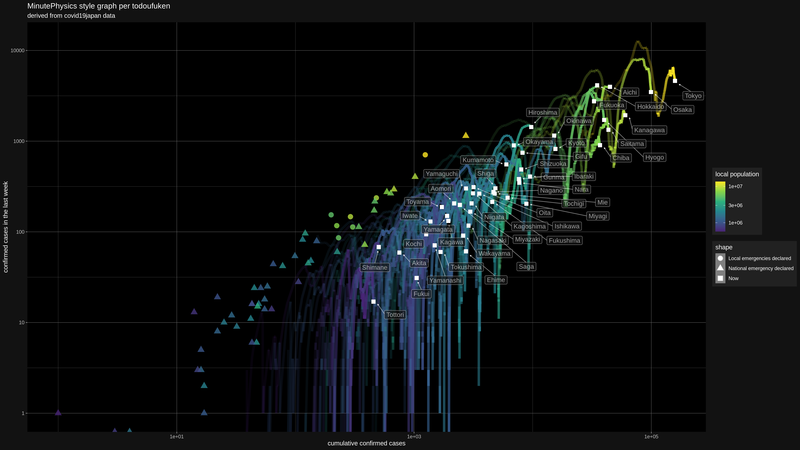 MinutePhysics style graph per todoufuken
derived from covid19japan data
confirmed cases in the last week
10000
1000
100
10
1
1e+01
1e+03
1e+05
cumulative confirmed cases
Tokyo
Aichi
Hokkaido
Osaka
Fukuoka
Hiroshima
Okinawa
Kanagawa
Okayama
Kyoto
Saitama
Kumamoto
Gifu
Chiba
Hyogo
Shizuoka
Yamaguchi
Shiga
Gunma
Ibaraki
Aomori
Nagano
Nara
Toyama
Tochigi
Mie
Iwate
Niigata
Oita
Miyagi
Yamagata
Kagoshima
Ishikawa
Kochi
Kagawa
Nagasaki
Miyazaki
Fukushima
Wakayama
Shimane
Akita
Tokushima
Saga
Yamanashi
Ehime
Fukui
Tottori
local population
1e+07
3e+06
1e+06
shape
Local emergencies declared
National emergency declared
Now